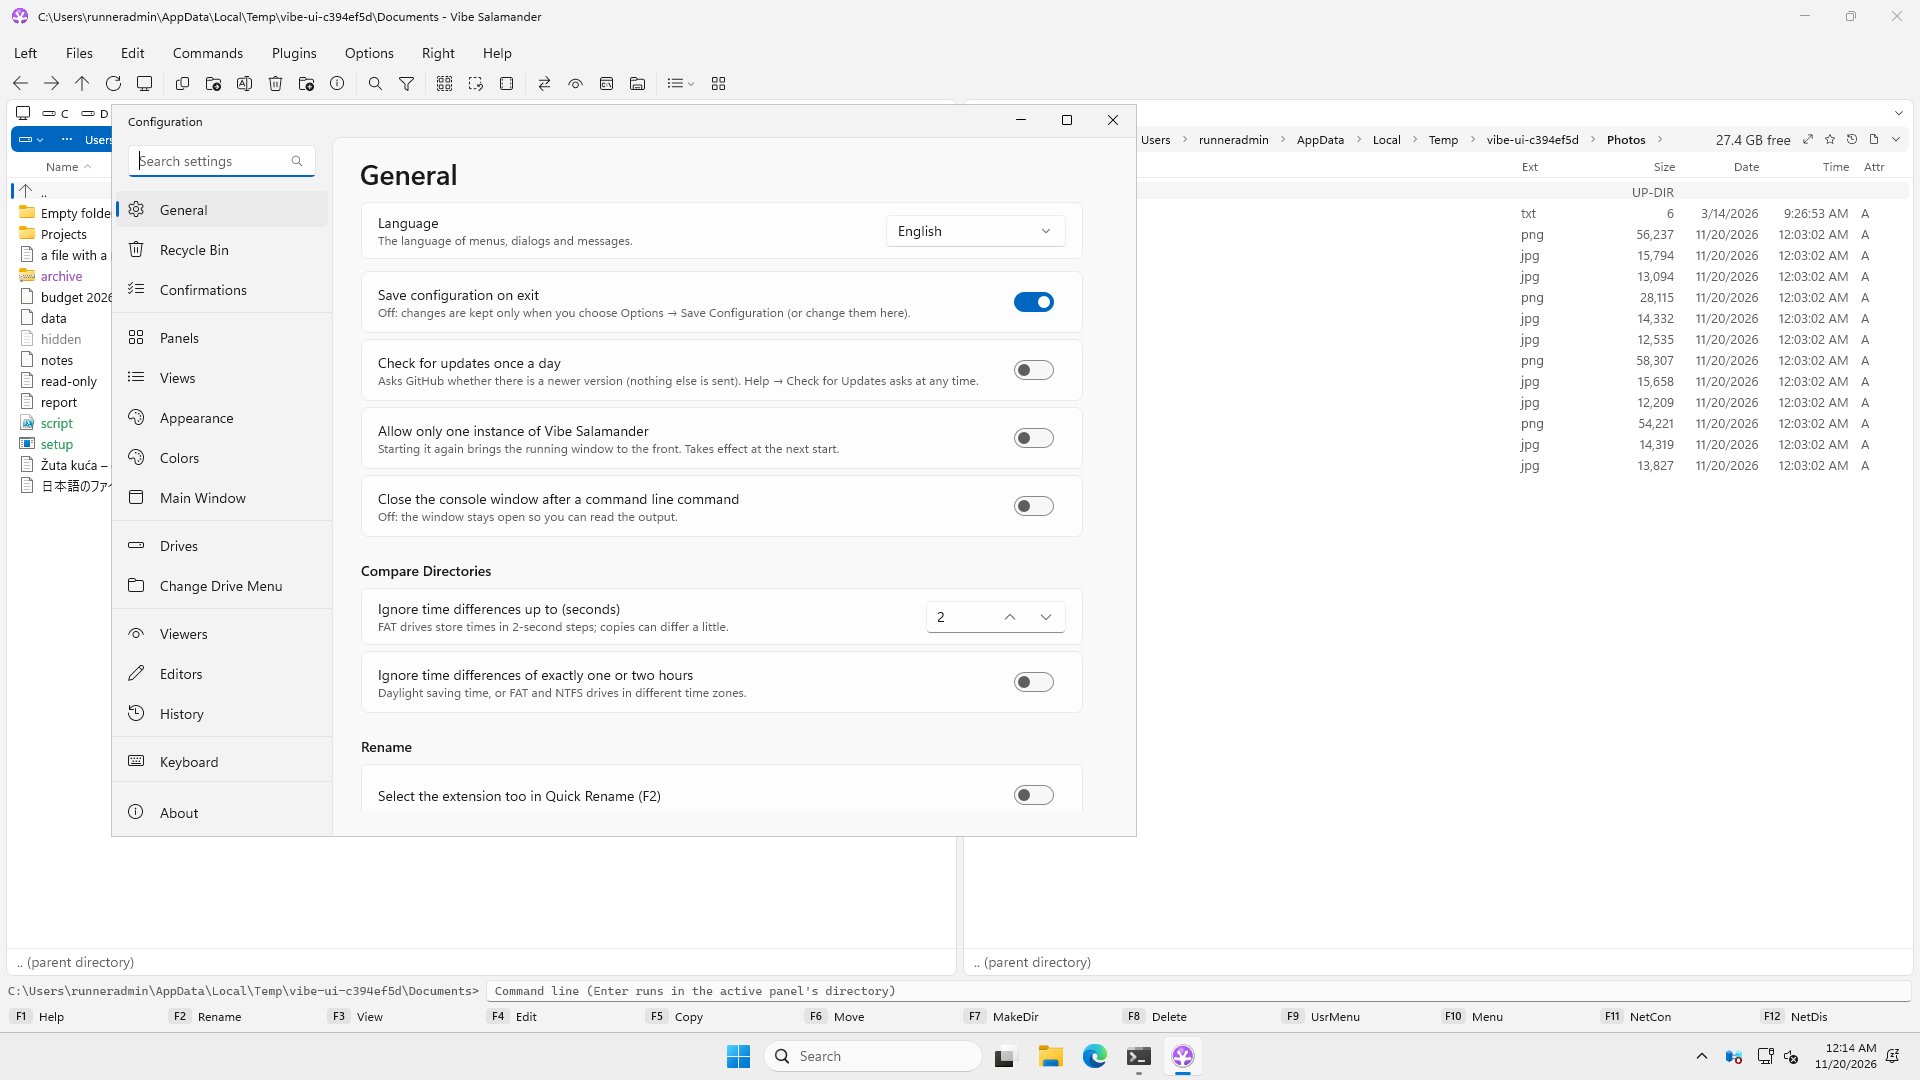 C:\Users\runneradmin\AppData\Local\Temp\vibe-ui-c394ef5d\Documents - Vibe Salamander
Left Files Edit Commands Plugins Options Right Help
C D
Users
Users runneradmin AppData Local Temp vibe-ui-c394ef5d Photos 27.4 GB free
Name
Ext Size Date Time Attr
..
Empty folde
Projects
a file with a
archive
budget 2026
data
hidden
notes
read-only
report
script
setup
Žuta kuća –
日本語のファイ
UP-DIR
txt 6 3/14/2026 9:26:53 AM A
png 56,237 11/20/2026 12:03:02 AM A
jpg 15,794 11/20/2026 12:03:02 AM A
jpg 13,094 11/20/2026 12:03:02 AM A
png 28,115 11/20/2026 12:03:02 AM A
jpg 14,332 11/20/2026 12:03:02 AM A
jpg 12,535 11/20/2026 12:03:02 AM A
png 58,307 11/20/2026 12:03:02 AM A
jpg 15,658 11/20/2026 12:03:02 AM A
jpg 12,209 11/20/2026 12:03:02 AM A
png 54,221 11/20/2026 12:03:02 AM A
jpg 14,319 11/20/2026 12:03:02 AM A
jpg 13,827 11/20/2026 12:03:02 AM A
Configuration
Search settings
General
Recycle Bin
Confirmations
Panels
Views
Appearance
Colors
Main Window
Drives
Change Drive Menu
Viewers
Editors
History
Keyboard
About
General
Language
The language of menus, dialogs and messages.
English
Save configuration on exit
Off: changes are kept only when you choose Options → Save Configuration (or change them here).
Check for updates once a day
Asks GitHub whether there is a newer version (nothing else is sent). Help → Check for Updates asks at any time.
Allow only one instance of Vibe Salamander
Starting it again brings the running window to the front. Takes effect at the next start.
Close the console window after a command line command
Off: the window stays open so you can read the output.
Compare Directories
Ignore time differences up to (seconds)
FAT drives store times in 2-second steps; copies can differ a little.
2
Ignore time differences of exactly one or two hours
Daylight saving time, or FAT and NTFS drives in different time zones.
Rename
Select the extension too in Quick Rename (F2)
.. (parent directory)
.. (parent directory)
C:\Users\runneradmin\AppData\Local\Temp\vibe-ui-c394ef5d\Documents> Command line (Enter runs in the active panel's directory)
F1 Help F2 Rename F3 View F4 Edit F5 Copy F6 Move F7 MakeDir F8 Delete F9 UsrMenu F10 Menu F11 NetCon F12 NetDis
Search
12:14 AM
11/20/2026